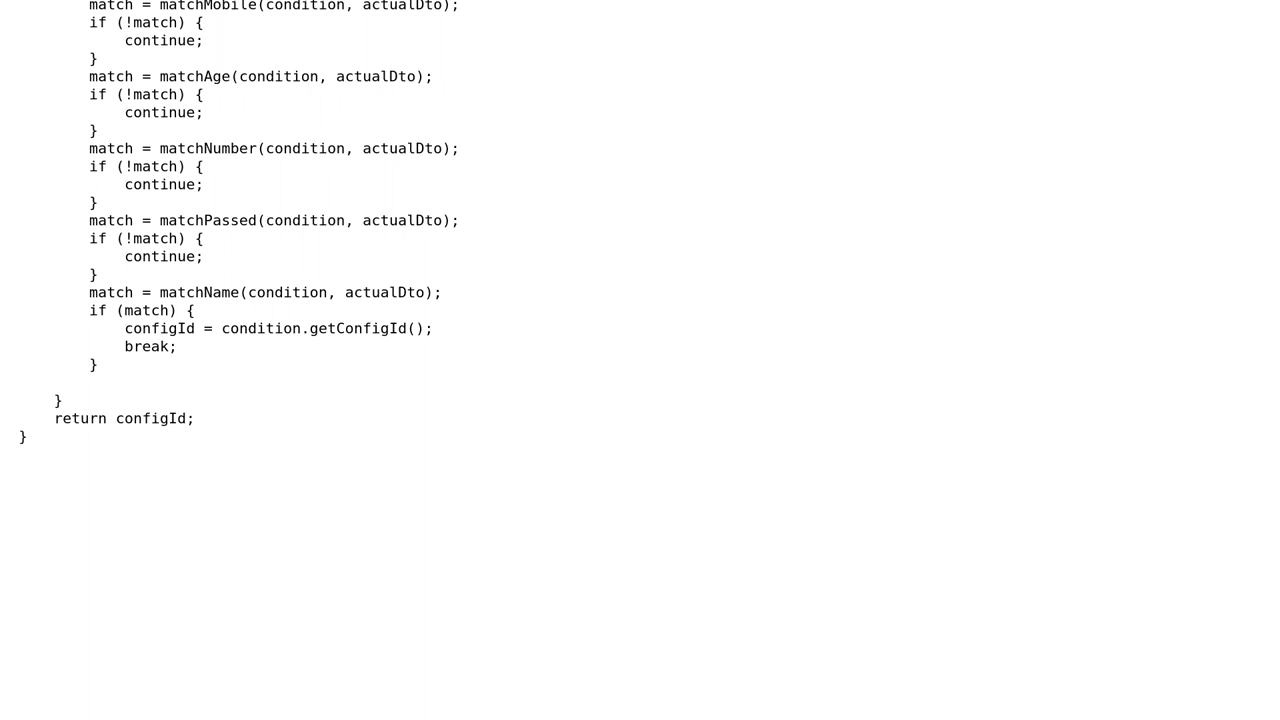 match = matchMobile(condition, actualDto);
if (!match) {
continue;
}
match = matchAge(condition, actualDto);
if (!match) {
continue;
}
match = matchNumber(condition, actualDto);
if (!match) {
continue;
}
match = matchPassed(condition, actualDto);
if (!match) {
continue;
}
match = matchName(condition, actualDto);
if (match) {
configId = condition.getConfigId();
break;
}
}
return configId;
}